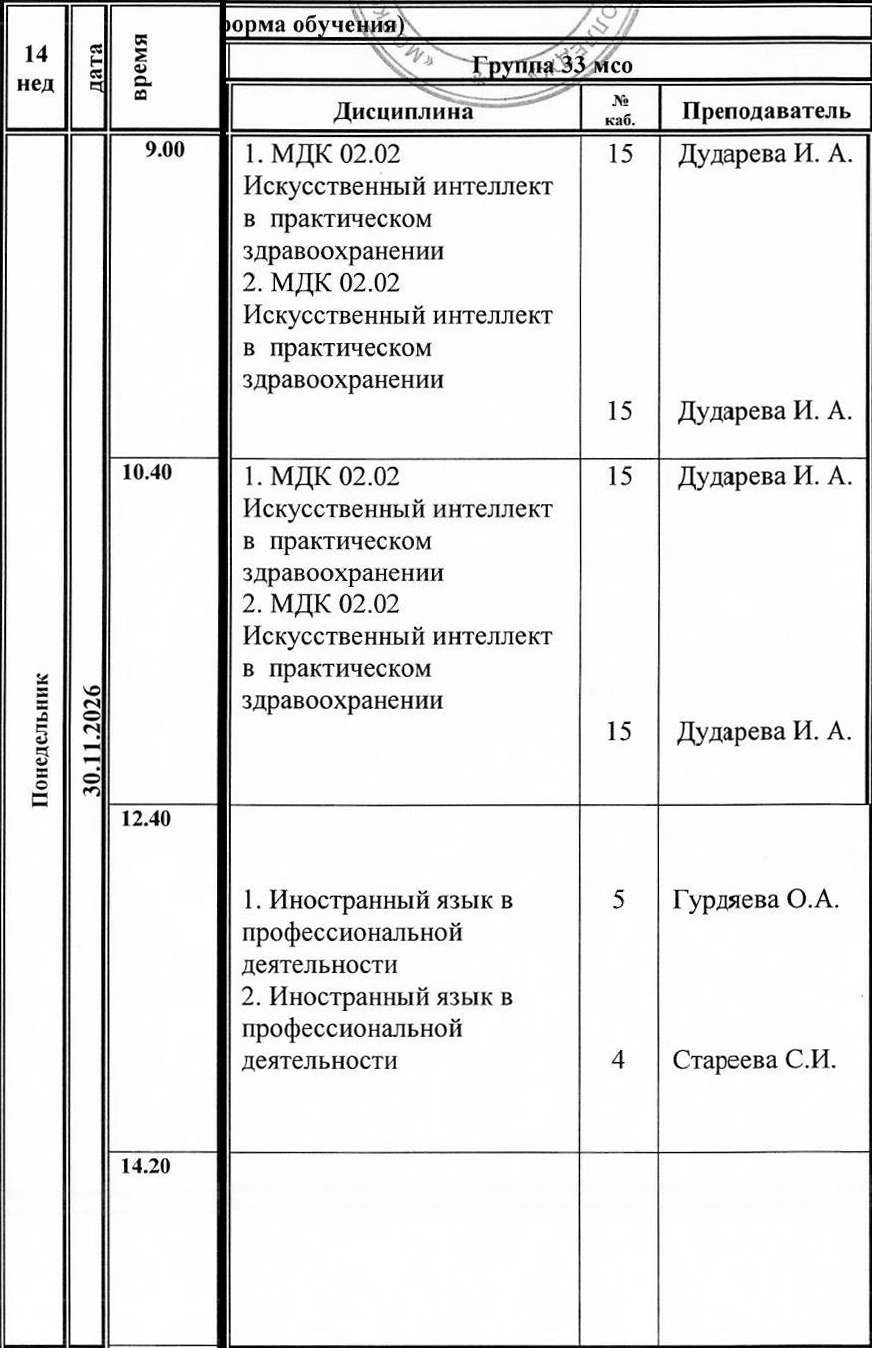 орма обучения)
14
нед
дата
время
Группа 33 мсо
Дисциплина
№
каб.
Преподаватель
Понедельник
30.11.2026
9.00
1. МДК 02.02
15
Дударева И. А.
Искусственный интеллект
в практическом
здравоохранении
2. МДК 02.02
Искусственный интеллект
в практическом
здравоохранении
15
Дударева И. А.
10.40
1. МДК 02.02
15
Дударева И. А.
Искусственный интеллект
в практическом
здравоохранении
2. МДК 02.02
Искусственный интеллект
в практическом
здравоохранении
15
Дударева И. А.
12.40
1. Иностранный язык в
5
Гурдяева О.А.
профессиональной
деятельности
2. Иностранный язык в
профессиональной
деятельности
4
Стареева С.И.
14.20